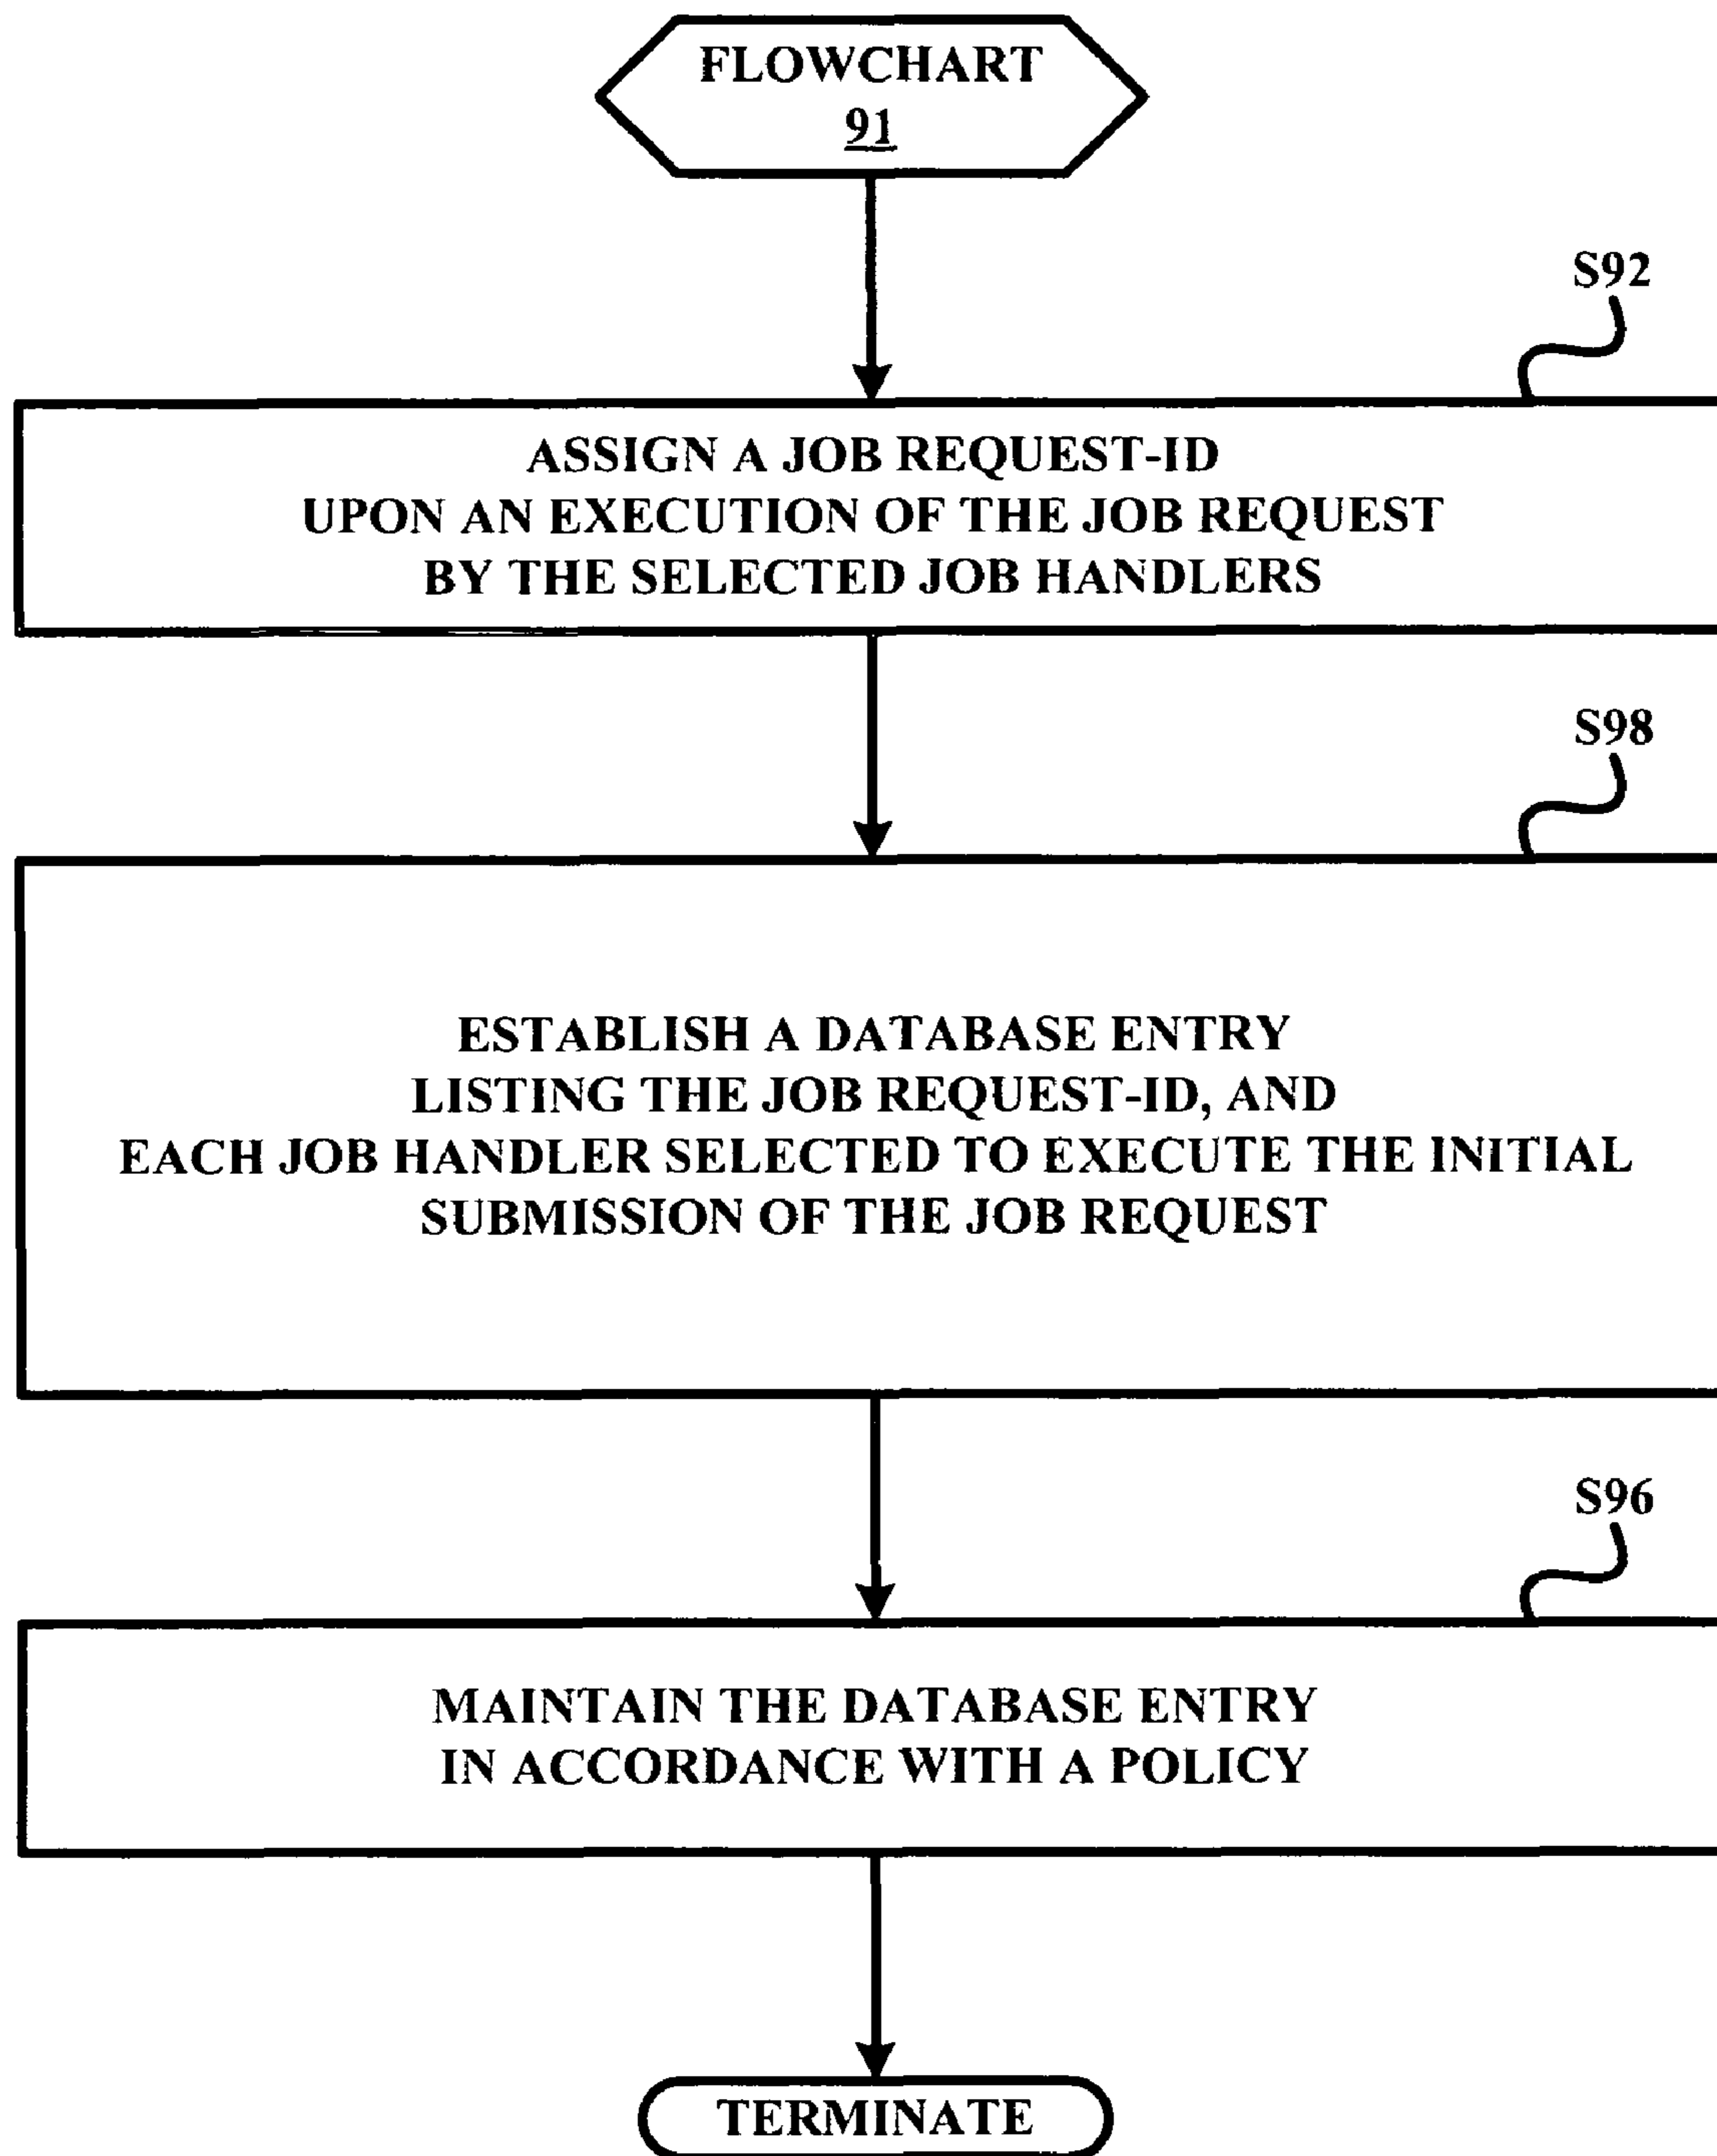 FLOWCHART
91
S92
ASSIGN A JOB REQUEST-ID
UPON AN EXECUTION OF THE JOB REQUEST
BY THE SELECTED JOB HANDLERS
S98
ESTABLISH A DATABASE ENTRY
LISTING THE JOB REQUEST-ID, AND
EACH JOB HANDLER SELECTED TO EXECUTE THE INITIAL
SUBMISSION OF THE JOB REQUEST
S96
MAINTAIN THE DATABASE ENTRY
IN ACCORDANCE WITH A POLICY
TERMINATE